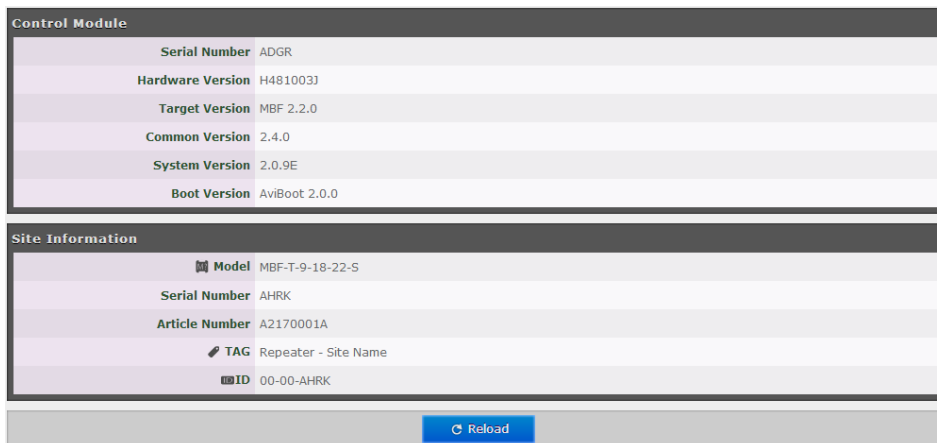 Control Module
Serial Number ADGR
Hardware Version H481003J
Target Version MBF 2.2.0
Common Version 2.4.0
System Version 2.0.9E
Boot Version AviBoot 2.0.0
Site Information
Model MBF-T-9-18-22-S
Serial Number AHRK
Article Number A2170001A
TAG Repeater - Site Name
ID 00-00-AHRK
Reload